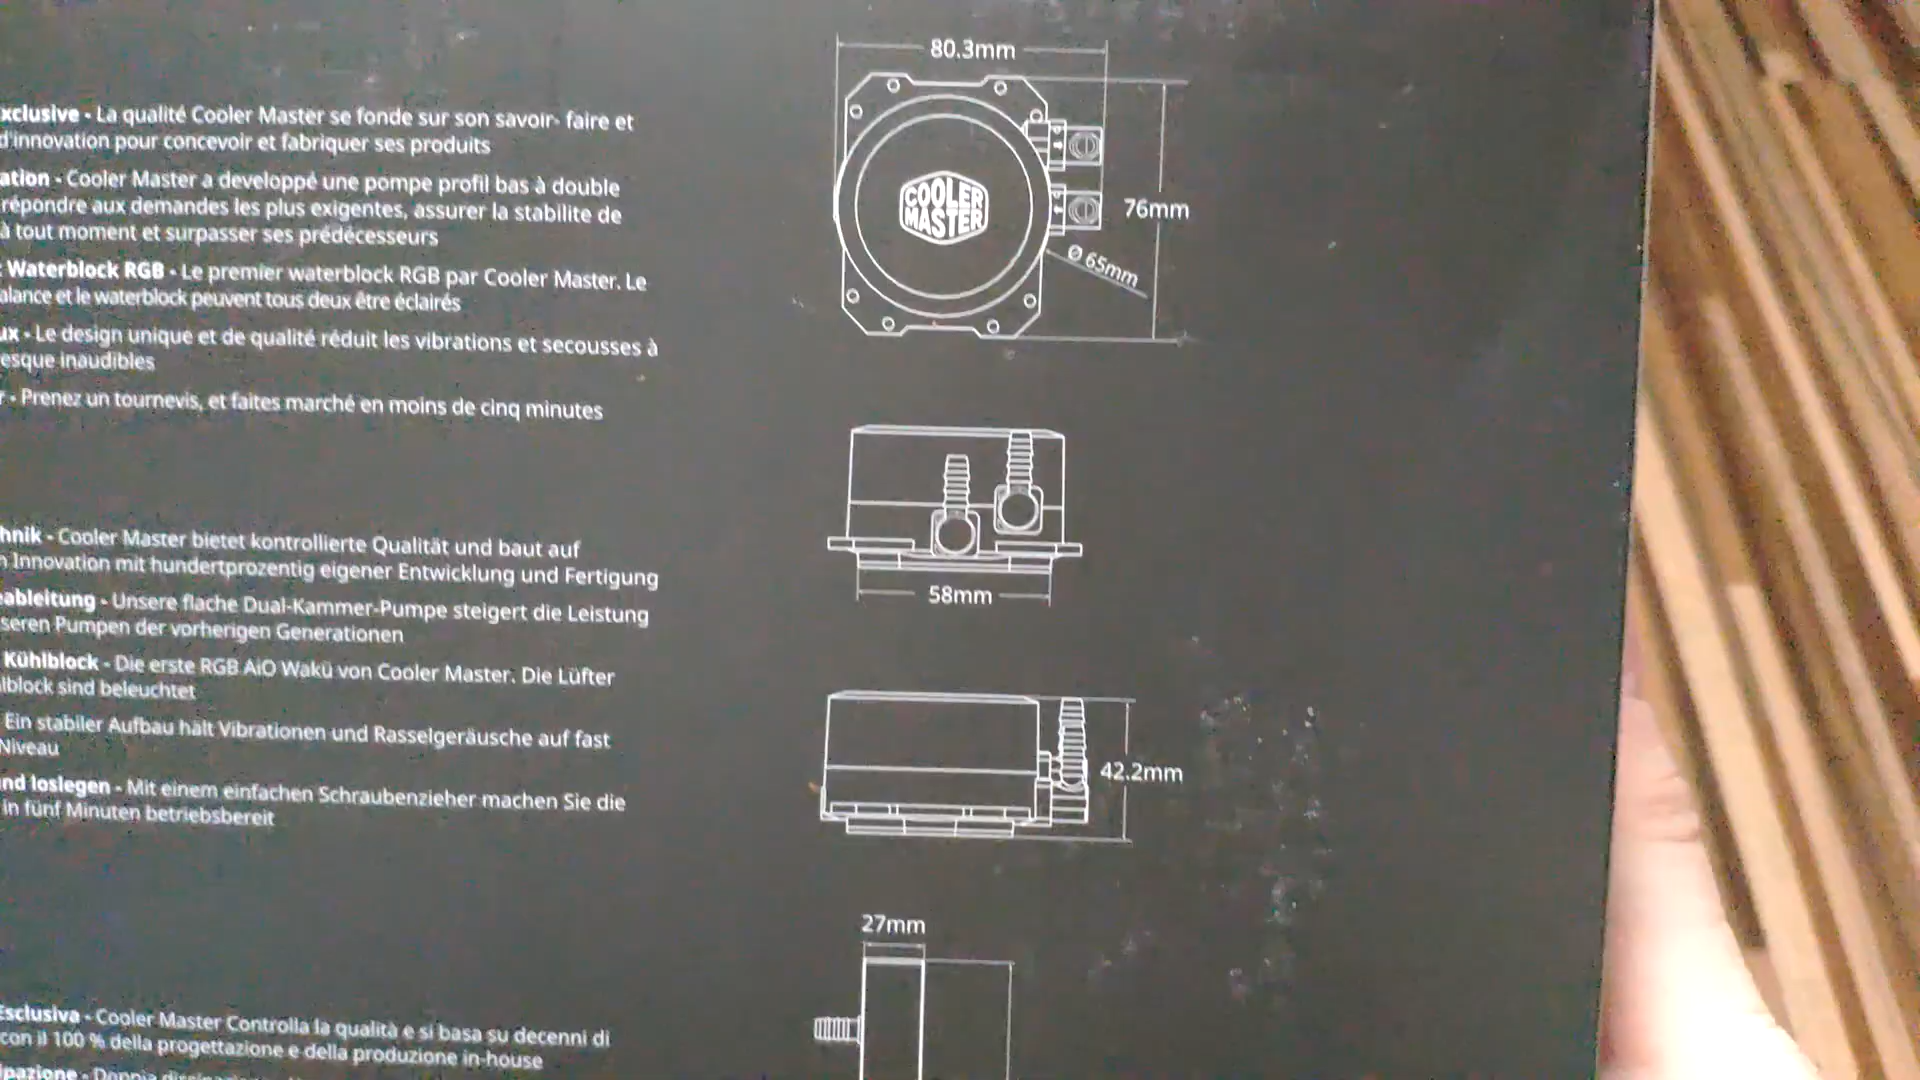 xclusive - La qualité Cooler Master se fonde sur son savoir- faire et
d'innovation pour concevoir et fabriquer ses produits
ation - Cooler Master a developpé une pompe profil bas à double
répondre aux demandes les plus exigentes, assurer la stabilite de
à tout moment et surpasser ses prédécesseurs
: Waterblock RGB - Le premier waterblock RGB par Cooler Master. Le
alance et le waterblock peuvent tous deux être éclairés
ux - Le design unique et de qualité réduit les vibrations et secousses à
esque inaudibles
r - Prenez un tournevis, et faites marché en moins de cinq minutes
hnik - Cooler Master bietet kontrollierte Qualität und baut auf
n Innovation mit hundertprozentig eigener Entwicklung und Fertigung
eableitung - Unsere flache Dual-Kammer-Pumpe steigert die Leistung
seren Pumpen der vorherigen Generationen
Kühlblock - Die erste RGB AiO Wakü von Cooler Master. Die Lüfter
lblock sind beleuchtet
Ein stabiler Aufbau hält Vibrationen und Rasselgeräusche auf fast
Niveau
nd loslegen - Mit einem einfachen Schraubenzieher machen Sie die
in fünf Minuten betriebsbereit
Esclusiva - Cooler Master Controlla la qualità e si basa su decenni di
con il 100 % della progettazione e della produzione in-house
ipazione - Doppia
80.3mm
COOLER
MASTER
76mm
Ø 65mm
58mm
42.2mm
27mm